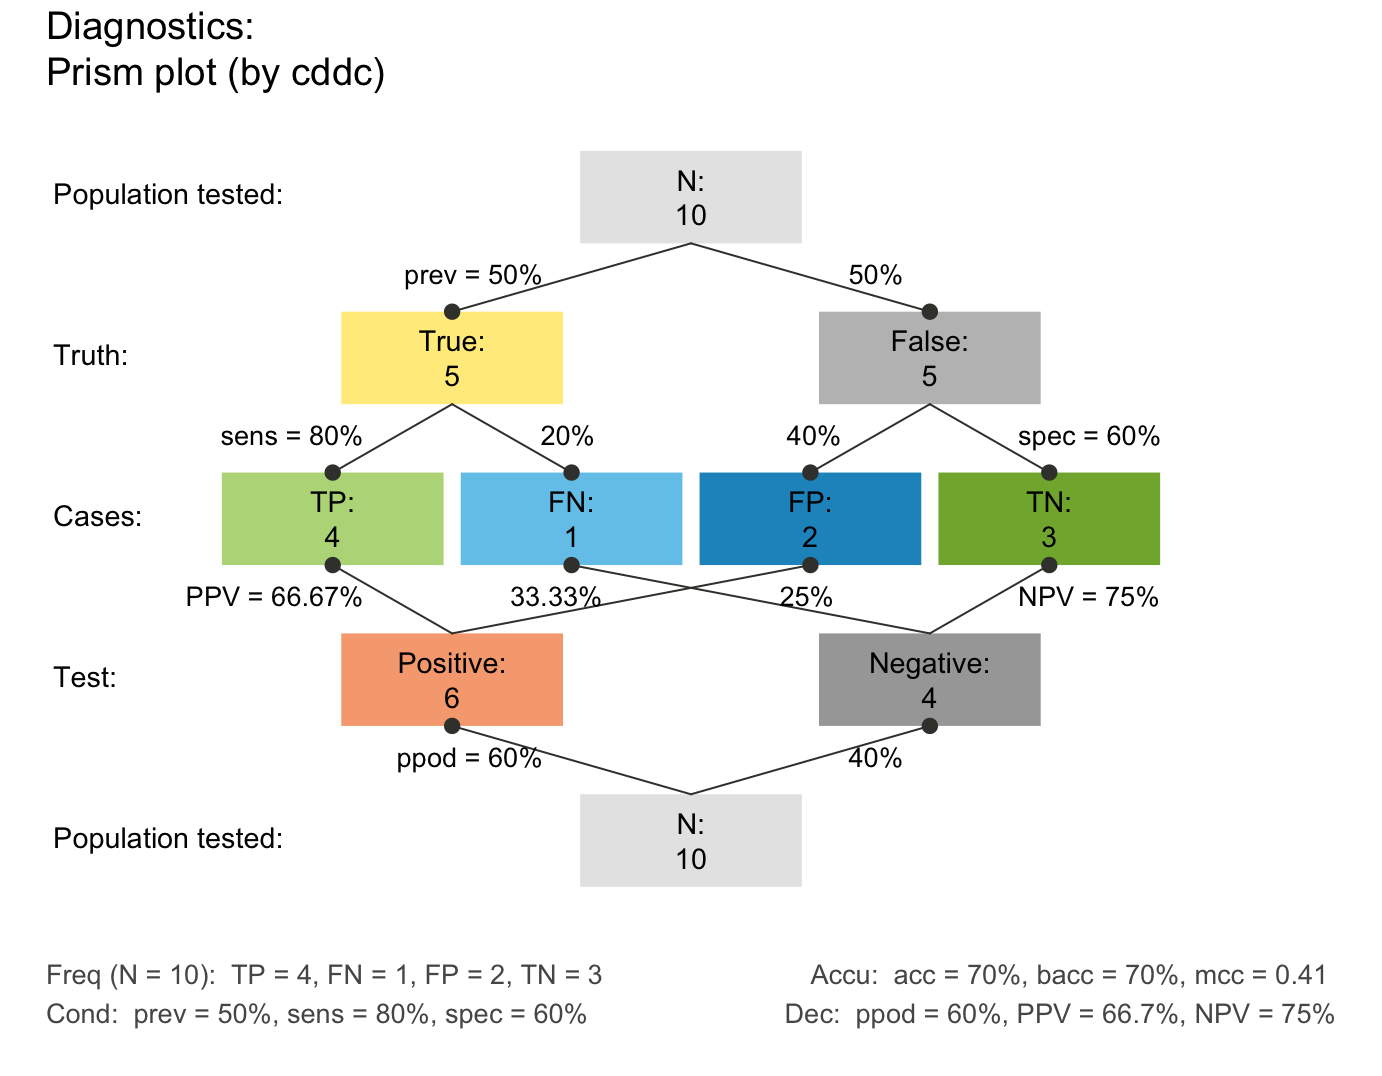 Diagnostics:
Prism plot (by cddc)
N:
10
Population tested:
prev = 50%
50%
True:
5
False:
5
Truth:
sens = 80%
20%
40%
spec = 60%
TP:
4
FN:
1
FP:
2
TN:
3
Cases:
PPV = 66.67%
33.33%
25%
NPV = 75%
Positive:
6
Negative:
4
Test:
ppod = 60%
40%
N:
10
Population tested:
Freq (N = 10):  TP = 4, FN = 1, FP = 2, TN = 3
Cond:  prev = 50%, sens = 80%, spec = 60%
Accu:  acc = 70%, bacc = 70%, mcc = 0.41
Dec:  ppod = 60%, PPV = 66.7%, NPV = 75%